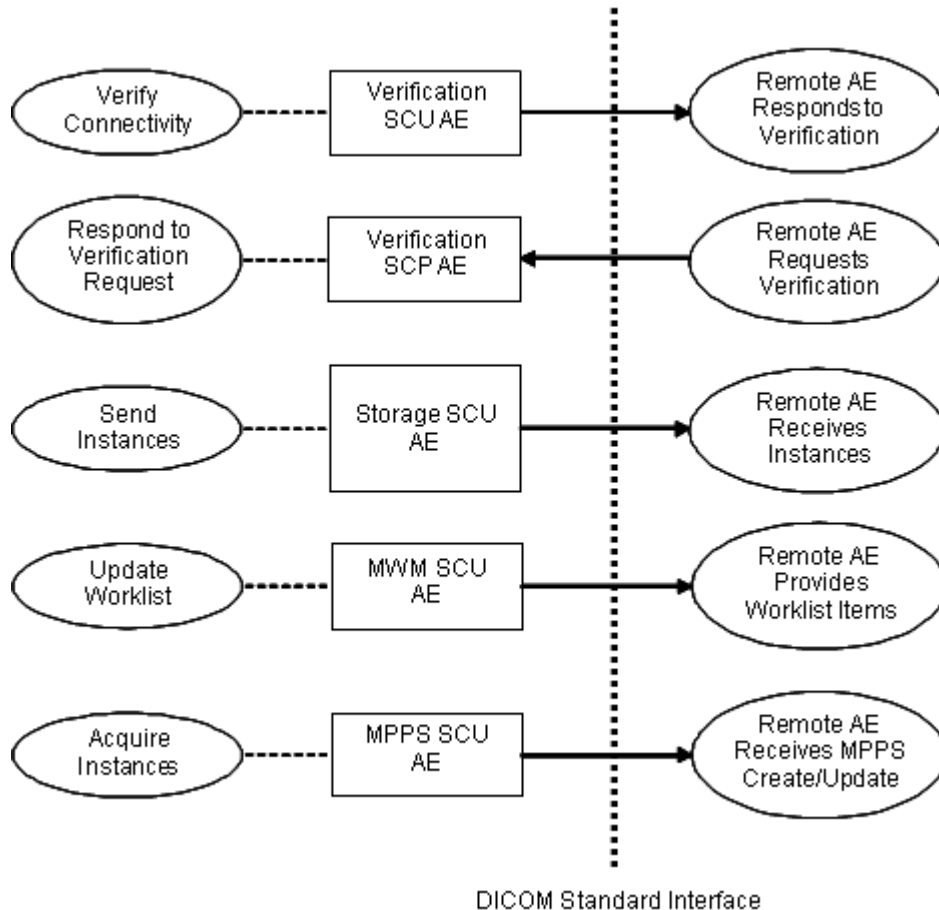 Verify
Connectivity
Verification
SCU AE
Remote AE
Responds to
Verification
Respond to
Verification
Request
Verification
SCP AE
Remote AE
Requests
Verification
Send
Instances
Storage SCU
AE
Remote AE
Receives
Instances
Update
Worklist
MWM SCU
AE
Remote AE
Provides
Worklist Items
Acquire
Instances
MPPS SCU
AE
Remote AE
Receives MPPS
Create/Update
DICOM Standard Interface